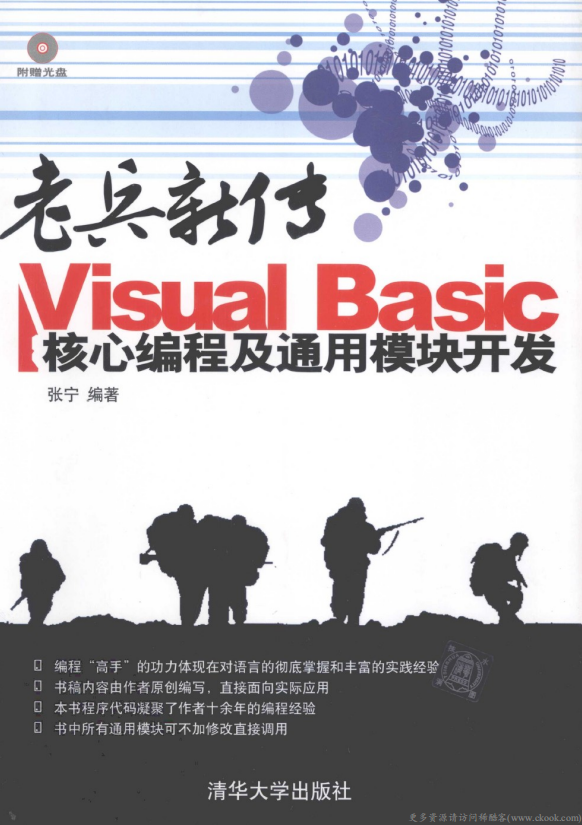 附赠光盘
老兵新传
Visual Basic
核心编程及通用模块开发
张宁 编著
编程“高手”的功力体现在对语言的彻底掌握和丰富的实践经验
书稿内容由作者原创编写，直接面向实际应用
本书程序代码凝聚了作者十余年的编程经验
书中所有通用模块可不加修改直接调用
清华大学出版社
更多资源请访问稀酷客(www.ckook.com)